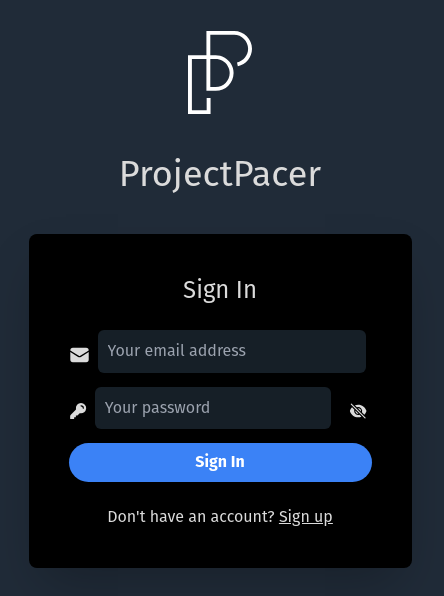 ProjectPacer
Sign In
Your email address
Your password
Sign In
Don't have an account? Sign up